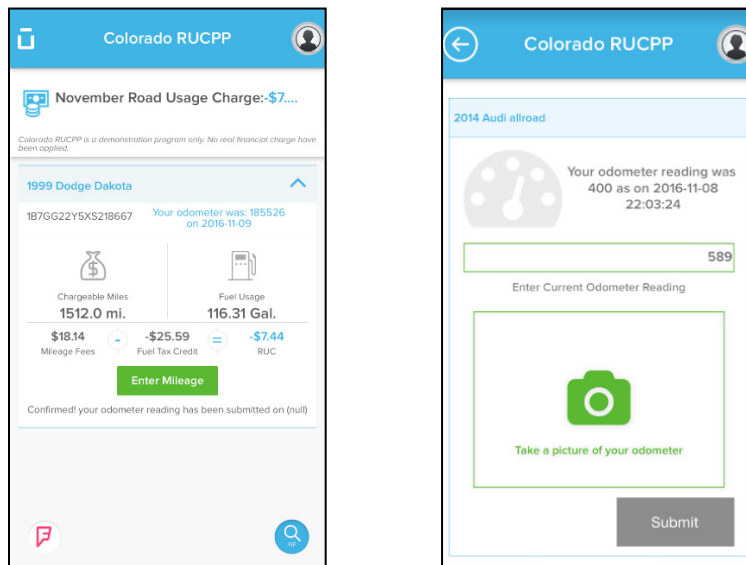 Colorado RUCPP
November Road Usage Charge:-$7....
Colorado RUCPP is a demonstration program only. No real financial charge have
been applied.
1999 Dodge Dakota
1B7GG22Y5XS218667
Your odometer was: 185526
on 2016-11-09
Chargeable Miles
1512.0 mi.
Fuel Usage
116.31 Gal.
$18.14 - -$25.59 = -$7.44
Mileage Fees Fuel Tax Credit RUC
Enter Mileage
Confirmed! your odometer reading has been submitted on (null)
RF
Colorado RUCPP
2014 Audi allroad
Your odometer reading was
400 as on 2016-11-08
22:03:24
589
Enter Current Odometer Reading
Take a picture of your odometer
Submit